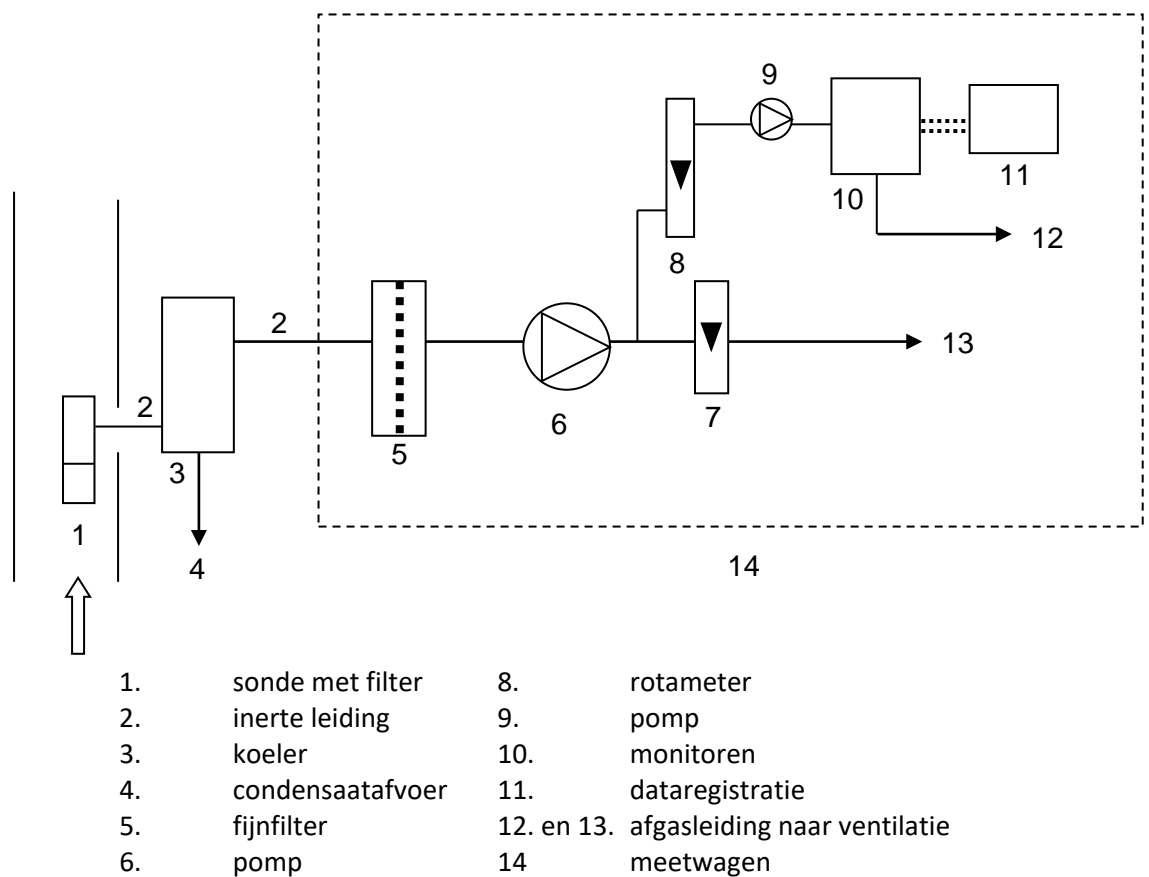 9
11
10
8
12
2
13
2
7
6
5
3
1
4
14
1. sonde met filter 8. rotameter
2. inerte leiding 9. pomp
3. koeler 10. monitoren
4. condensaatafvoer 11. dataregistratie
5. fijnfilter 12. en 13. afgasleiding naar ventilatie
6. pomp 14 meetwagen